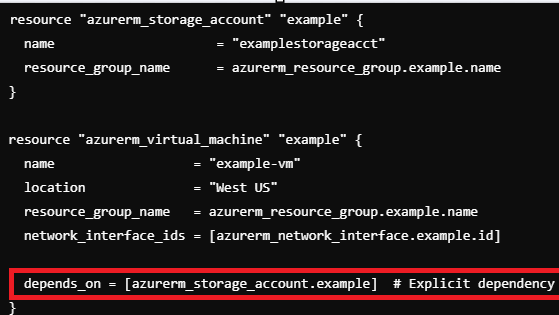 resource "azurerm_storage_account" "example" {
name = "examplestorageacct"
resource_group_name = azurerm_resource_group.example.name
}
resource "azurerm_virtual_machine" "example" {
name = "example-vm"
location = "West US"
resource_group_name = azurerm_resource_group.example.name
network_interface_ids = [azurerm_network_interface.example.id]
depends_on = [azurerm_storage_account.example] # Explicit dependency
}